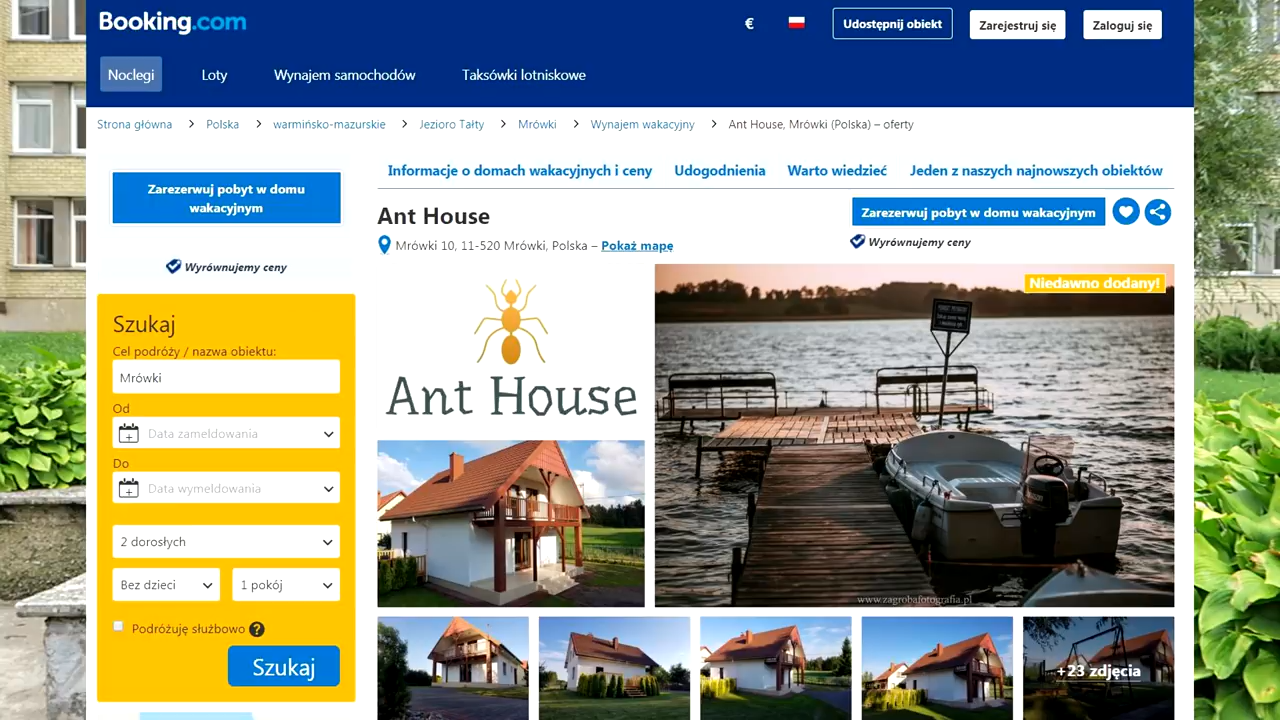 Booking.com
€
Udostępnij obiekt
Zarejestruj się
Zaloguj się
Noclegi
Loty
Wynajem samochodów
Taksówki lotniskowe
Strona główna > Polska > warmińsko-mazurskie > Jezioro Tałty > Mrówki > Wynajem wakacyjny > Ant House, Mrówki (Polska) – oferty
Zarezerwuj pobyt w domu
wakacyjnym
Wyrównujemy ceny
Szukaj
Cel podróży / nazwa obiektu:
Mrówki
Od
Data zameldowania
Do
Data wymeldowania
2 dorosłych
Bez dzieci
1 pokój
Podróżuję służbowo ?
Szukaj
Informacje o domach wakacyjnych i ceny
Udogodnienia
Warto wiedzieć
Jeden z naszych najnowszych obiektów
Ant House
Zarezerwuj pobyt w domu wakacyjnym
Mrówki 10, 11-520 Mrówki, Polska – Pokaż mapę
Wyrównujemy ceny
Ant House
Niedawno dodany!
www.zagrobafotografia.pl
+23 zdjęcia